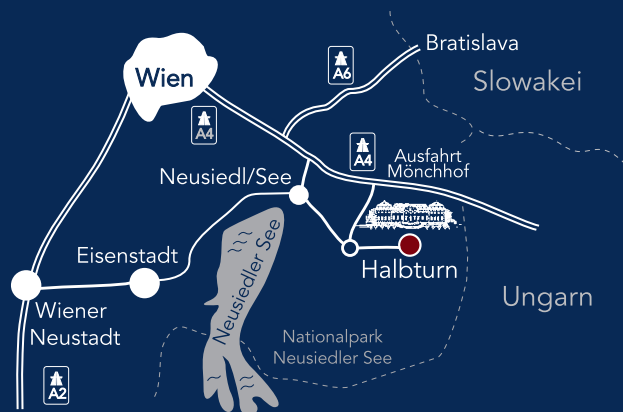 Bratislava
A6
Wien
Slowakei
A4
A4
Ausfahrt
Mönchhof
Neusiedl/See
Eisenstadt
Neusiedler See
Halbturn
Wiener
Neustadt
Ungarn
Nationalpark
Neusiedler See
A2